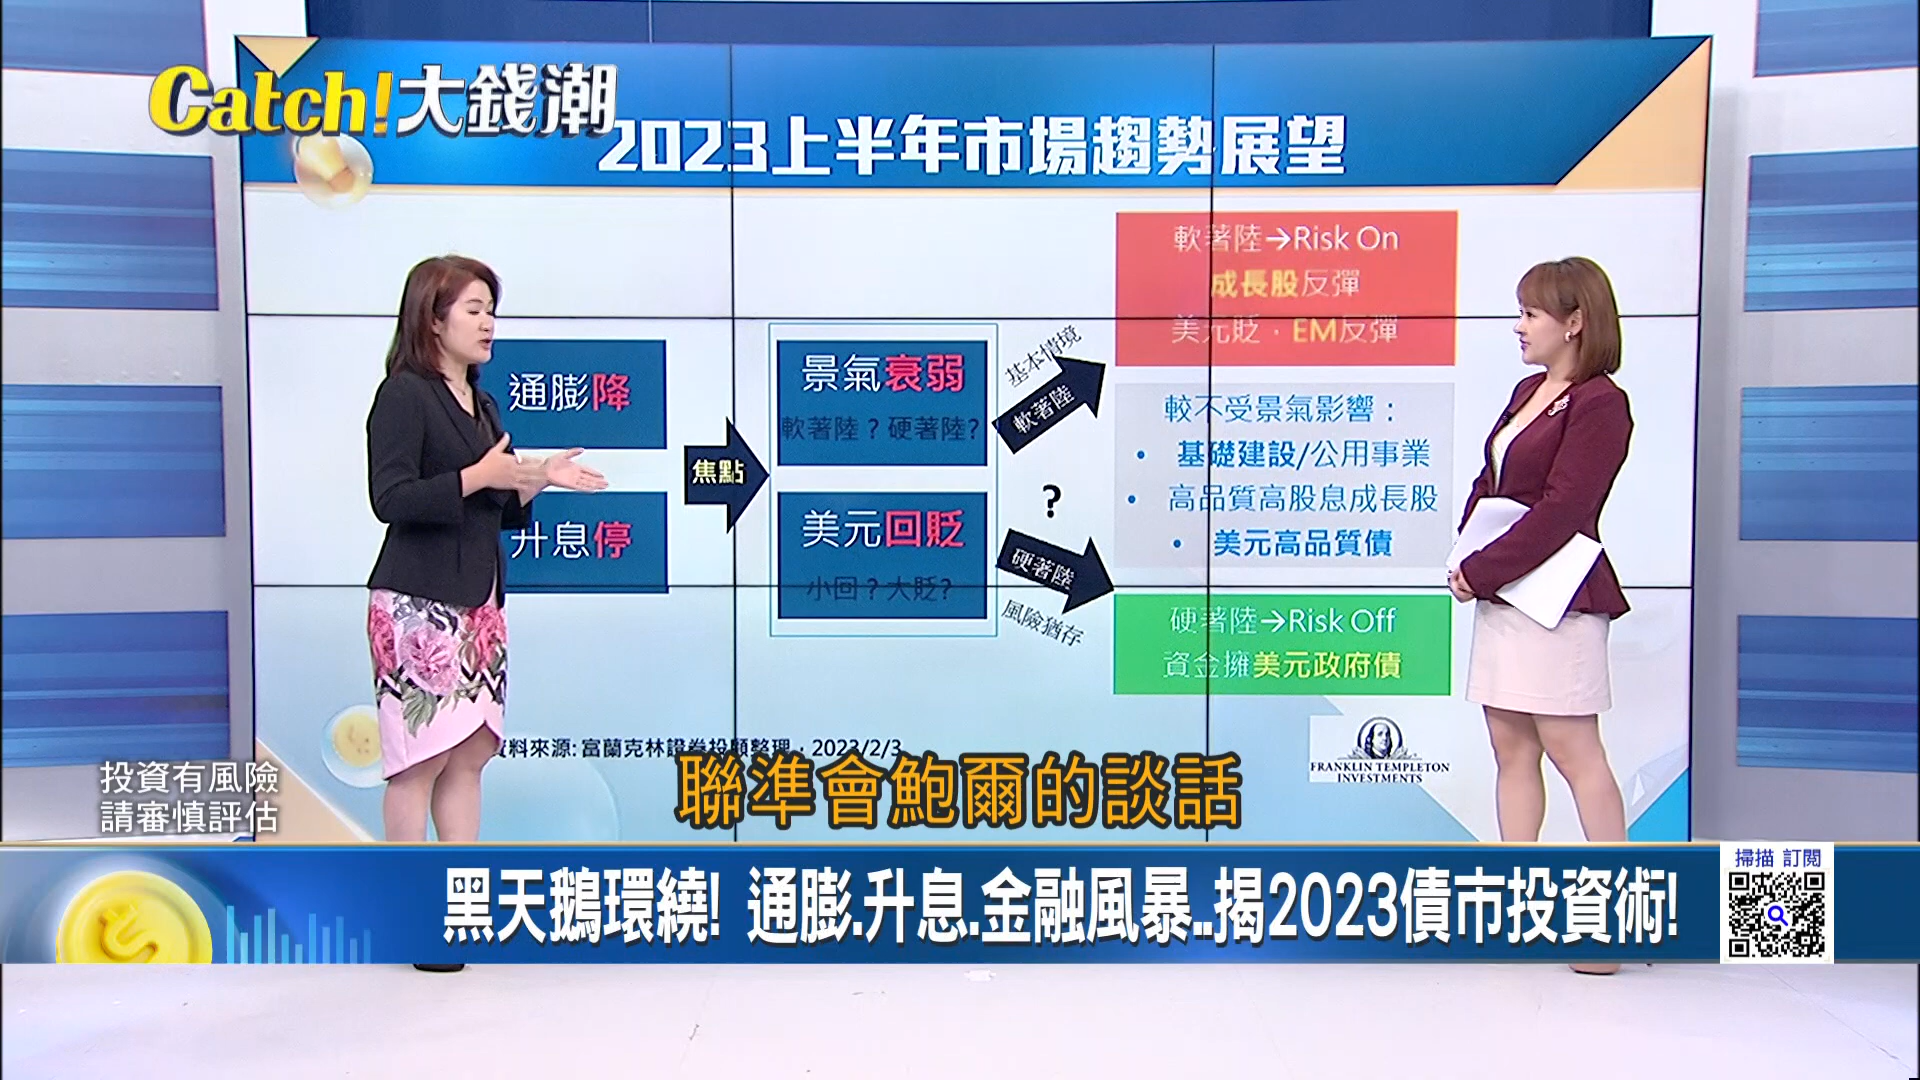 Catch!大錢潮
2023上半年市場趨勢展望
通膨降
升息停
焦點
景氣衰弱
軟著陸？硬著陸?
美元回貶
小回？大貶?
基本情境
軟著陸
?
硬著陸
風險猶存
軟著陸→Risk On
成長股反彈
美元貶，EM反彈
較不受景氣影響：
• 基礎建設/公用事業
• 高品質高股息成長股
• 美元高品質債
硬著陸→Risk Off
資金擁美元政府債
資料來源: 富蘭克林證券投顧整理，2023/2/3
FRANKLIN TEMPLETON
INVESTMENTS
投資有風險
請審慎評估
聯準會鮑爾的談話
黑天鵝環繞! 通膨.升息.金融風暴..揭2023債市投資術!
掃描 訂閱